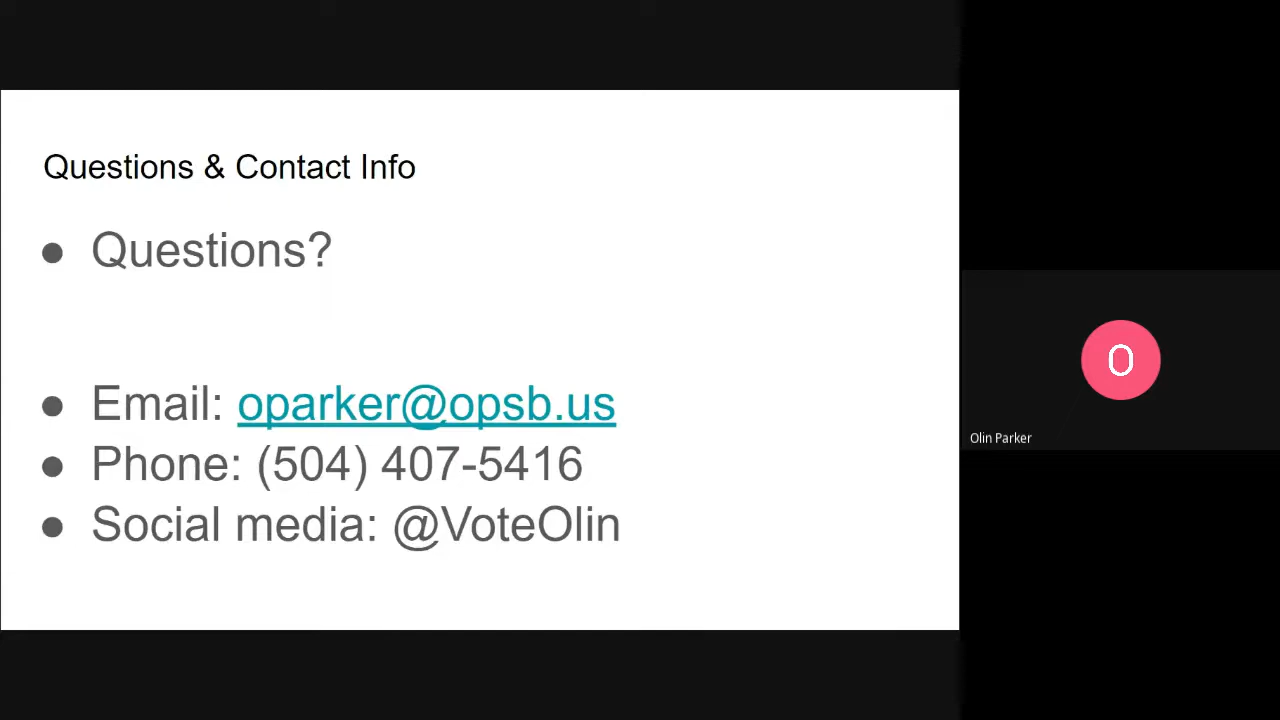 Questions & Contact Info
● Questions?
● Email: oparker@opsb.us
● Phone: (504) 407-5416
● Social media: @VoteOlin
O
Olin Parker